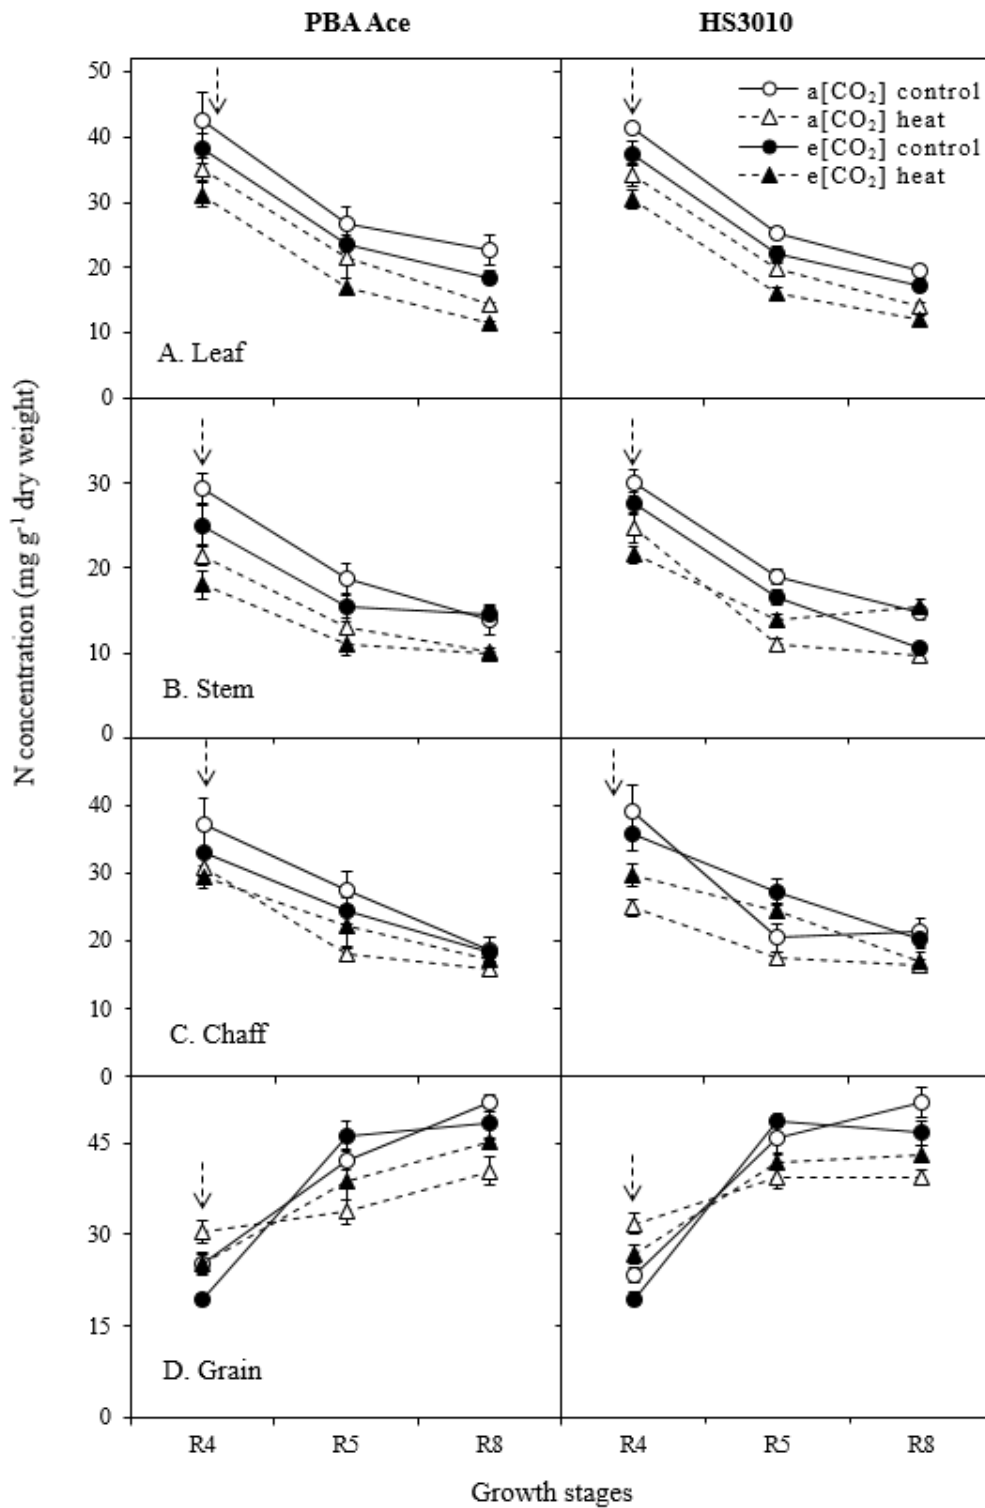 PBA Ace HS3010
a[CO₂] control
a[CO₂] heat
e[CO₂] control
e[CO₂] heat
50
40
30
20
10
0
A. Leaf
30
20
10
0
B. Stem
40
30
20
10
0
C. Chaff
45
30
15
0
D. Grain
N concentration (mg g⁻¹ dry weight)
R4 R5 R8 R4 R5 R8
Growth stages